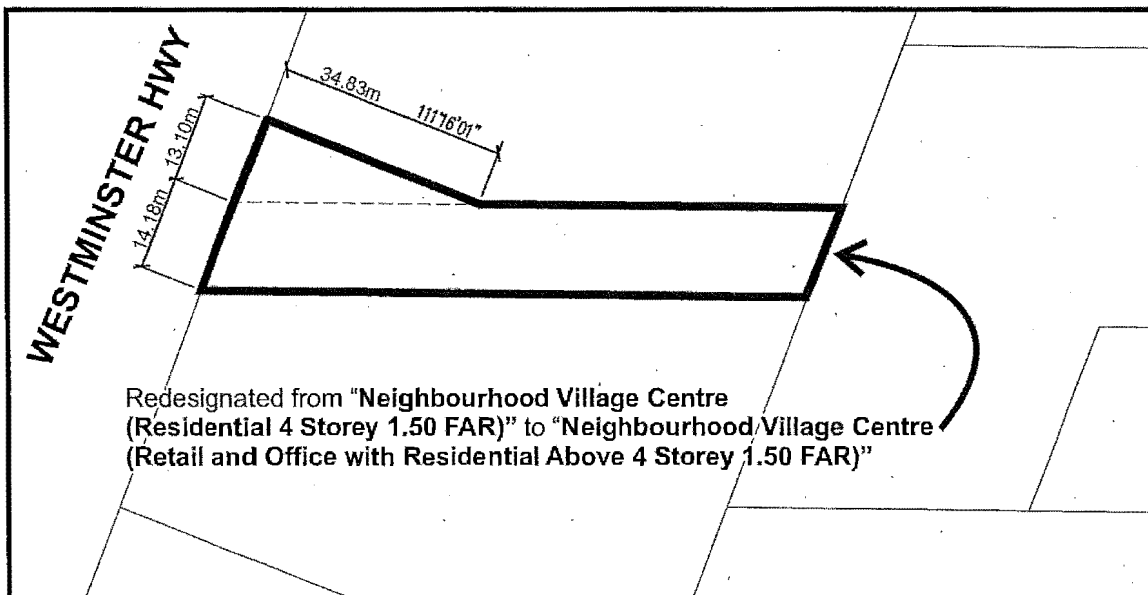 WESTMINSTER HWY
34.83m
111°16'01"
13.10m
14.18m
Redesignated from "Neighbourhood Village Centre
(Residential 4 Storey 1.50 FAR)" to "Neighbourhood Village Centre
(Retail and Office with Residential Above 4 Storey 1.50 FAR)"